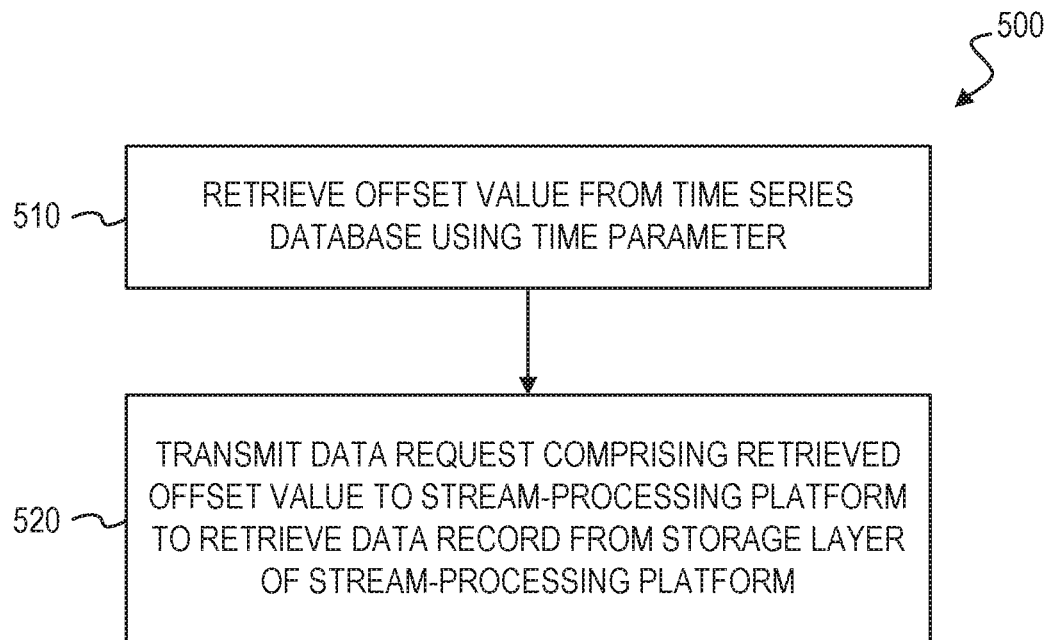 500
510
RETRIEVE OFFSET VALUE FROM TIME SERIES
DATABASE USING TIME PARAMETER
520
TRANSMIT DATA REQUEST COMPRISING RETRIEVED
OFFSET VALUE TO STREAM-PROCESSING PLATFORM
TO RETRIEVE DATA RECORD FROM STORAGE LAYER
OF STREAM-PROCESSING PLATFORM